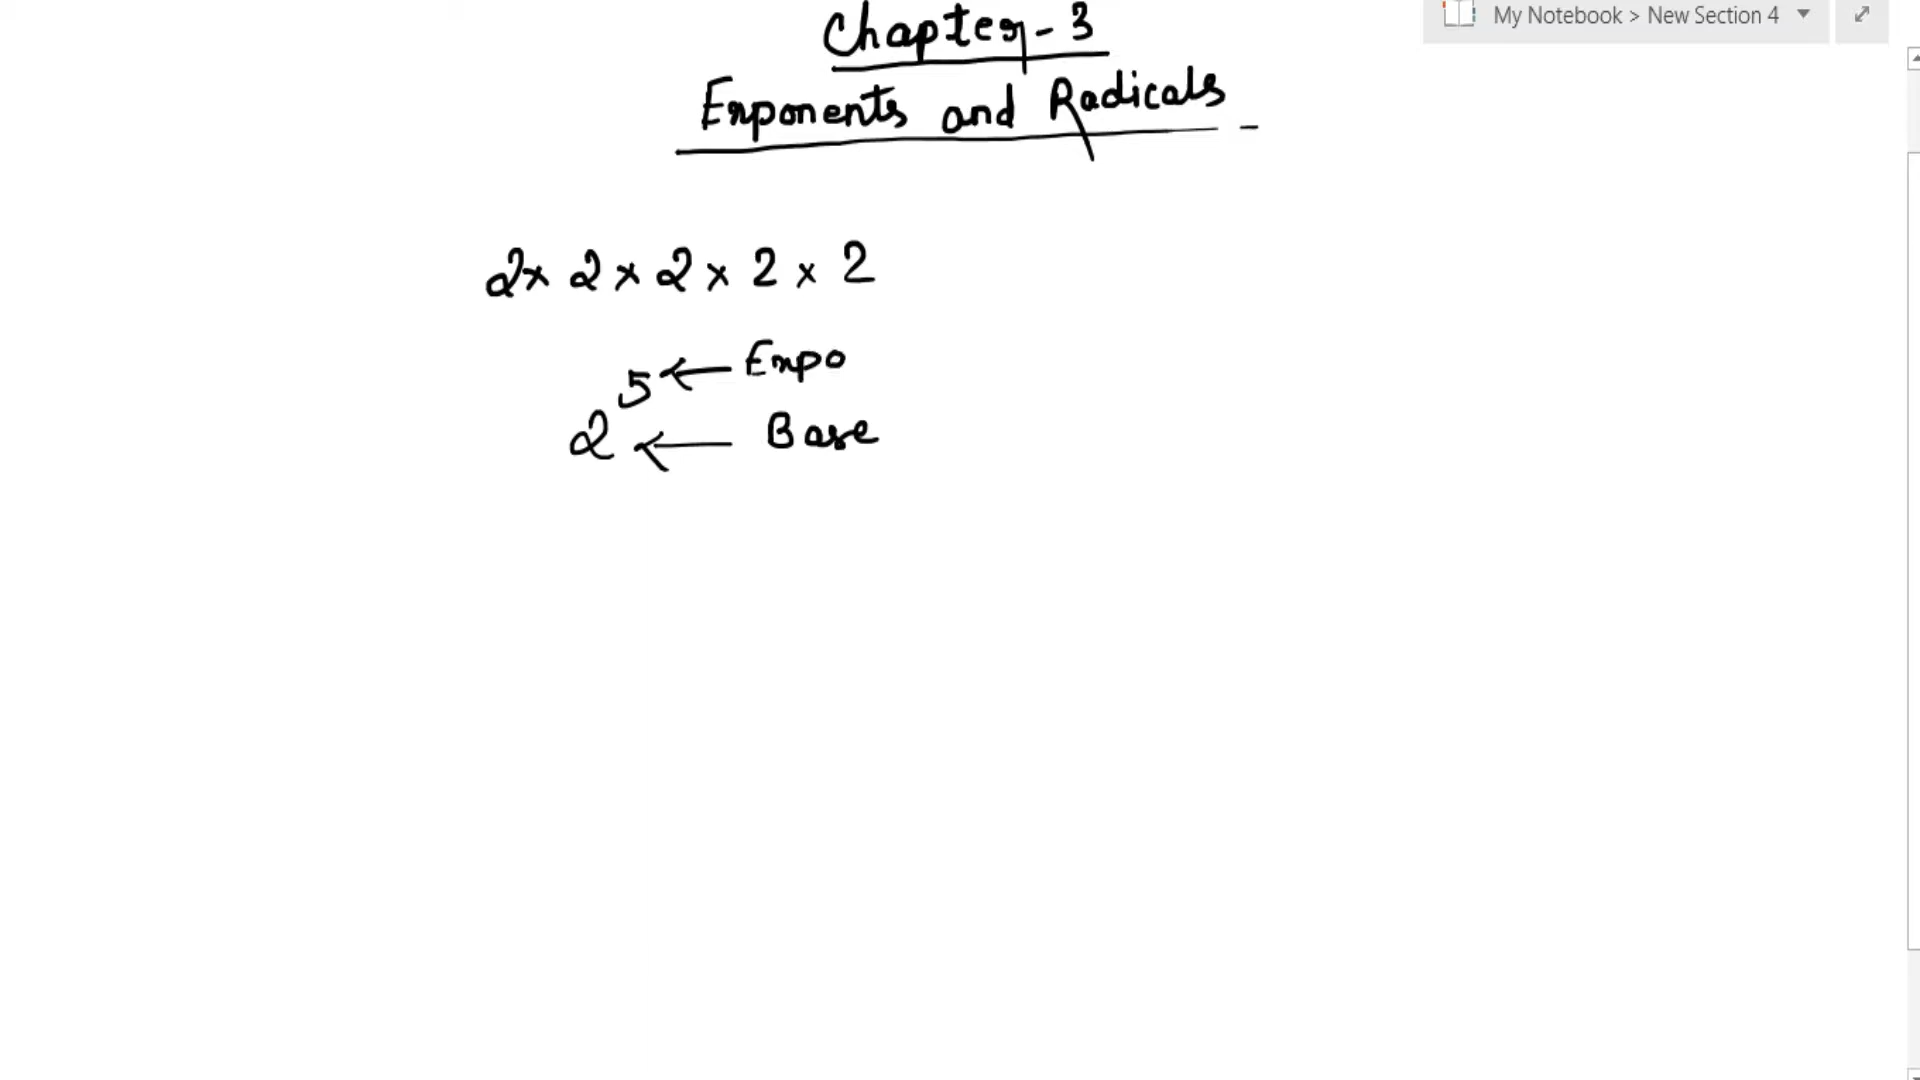 My Notebook > New Section 4
Chapter - 3
Exponents and Radicals
2 × 2 × 2 × 2 × 2
5 ← Expo
2 ← Base